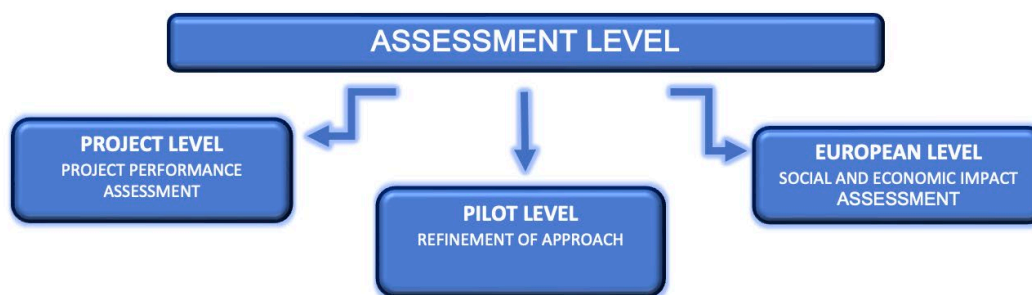 ASSESSMENT LEVEL
PROJECT LEVEL
PROJECT PERFORMANCE
ASSESSMENT
PILOT LEVEL
REFINEMENT OF APPROACH
EUROPEAN LEVEL
SOCIAL AND ECONOMIC IMPACT
ASSESSMENT